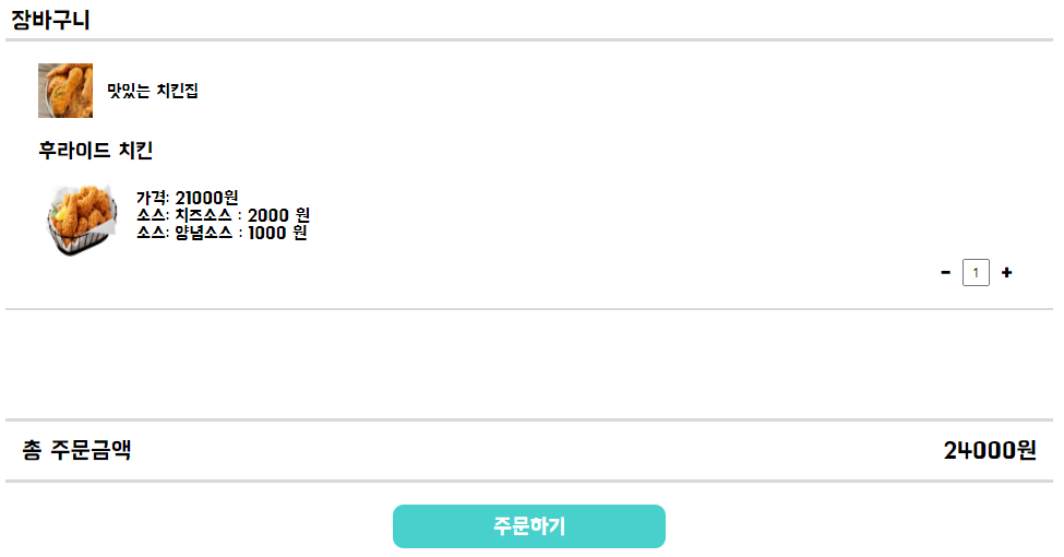 장바구니
맛있는 치킨집
후라이드 치킨
가격: 21000원
소스: 치즈소스 : 2000 원
소스: 양념소스 : 1000 원
- 1 +
총 주문금액 24000원
주문하기